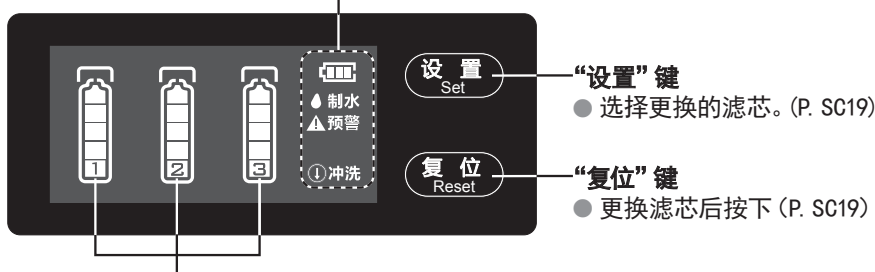 制水
预警
冲洗
1 2 3
设 置
Set
复 位
Reset
“设置”键
● 选择更换的滤芯。(P. SC19)
“复位”键
● 更换滤芯后按下 (P. SC19)